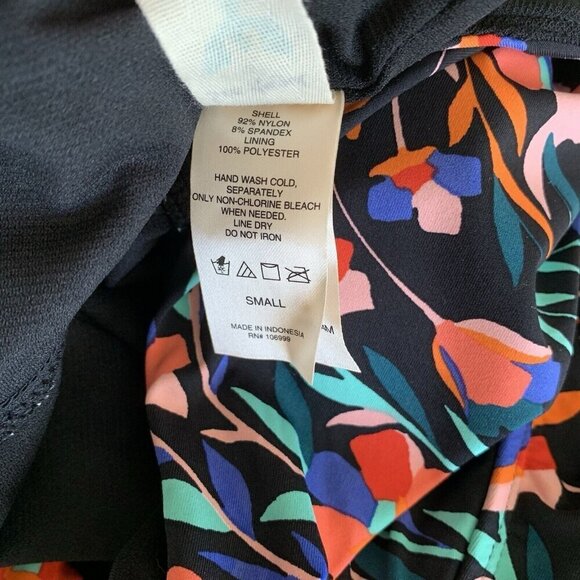 SHELL
92% NYLON
8% SPANDEX
LINING
100% POLYESTER
HAND WASH COLD,
SEPARATELY
ONLY NON-CHLORINE BLEACH
WHEN NEEDED.
LINE DRY
DO NOT IRON
SMALL
MADE IN INDONESIA
RN# 106999